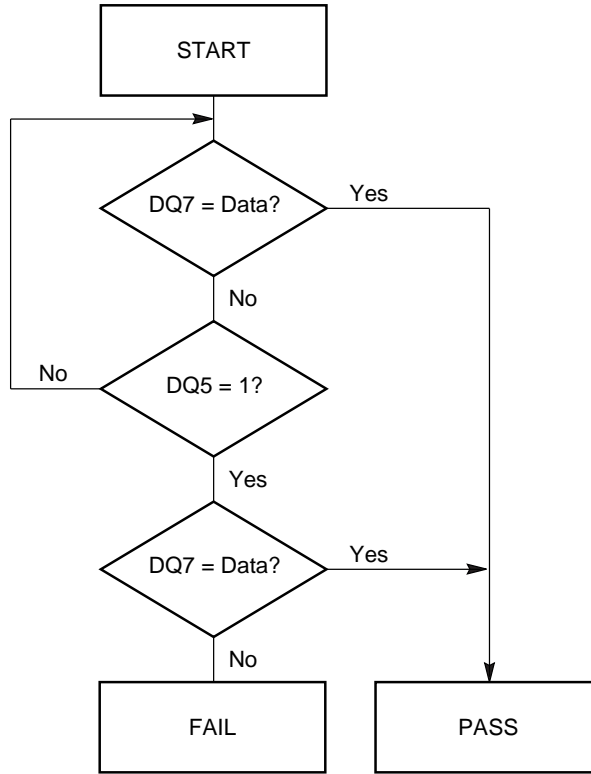 START
DQ7 = Data?
Yes
No
No
DQ5 = 1?
Yes
DQ7 = Data?
Yes
No
FAIL
PASS